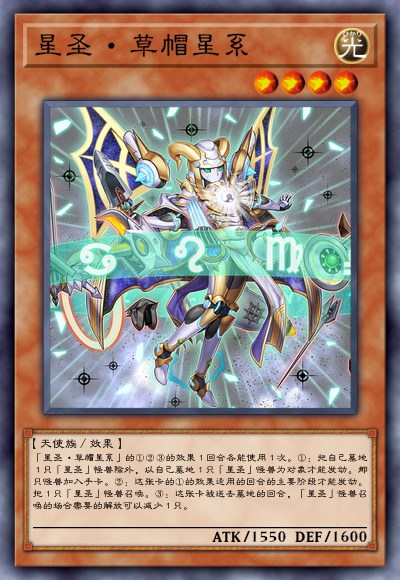 星圣・草帽星系
光
【天使族／效果】
「星圣・草帽星系」的①②③的效果１回合各能使用１次。①：把自己墓地
１只「星圣」怪兽除外，以自己墓地１只「星圣」怪兽为对象才能发动。那
只怪兽加入手卡。②：这张卡的①的效果适用的回合的主要阶段才能发动。
把１只「星圣」怪兽召唤。③：这张卡被送去墓地的回合，「星圣」怪兽召
唤的场合需要的解放可以减少１只。
ATK/1550 DEF/1600